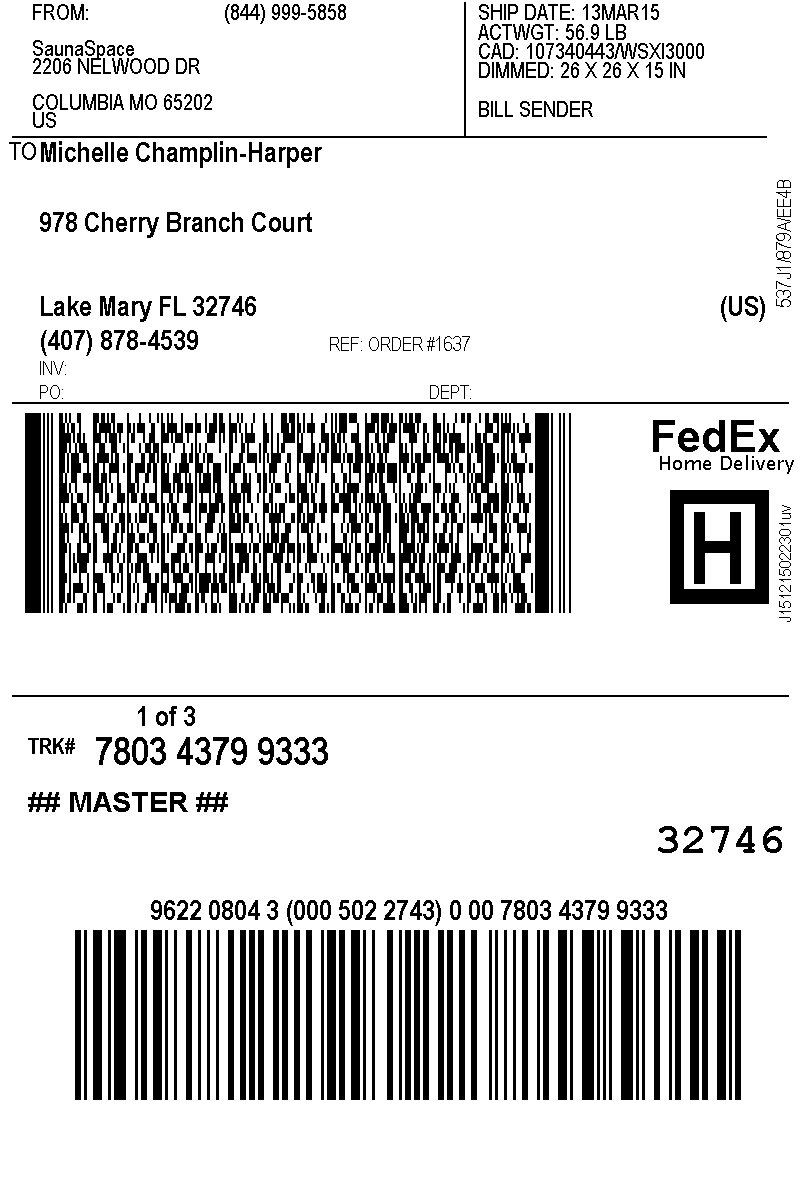 FROM: (844) 999-5858
SaunaSpace
2206 NELWOOD DR
COLUMBIA MO 65202
US
SHIP DATE: 13MAR15
ACTWGT: 56.9 LB
CAD: 107340443/WSXI3000
DIMMED: 26 X 26 X 15 IN
BILL SENDER
TO Michelle Champlin-Harper
978 Cherry Branch Court
Lake Mary FL 32746 (US)
(407) 878-4539 REF: ORDER #1637
INV:
PO: DEPT:
537J1/879A/EE4B
FedEx
Home Delivery
H
J151215022301uv
1 of 3
TRK# 7803 4379 9333
## MASTER ##
32746
9622 0804 3 (000 502 2743) 0 00 7803 4379 9333